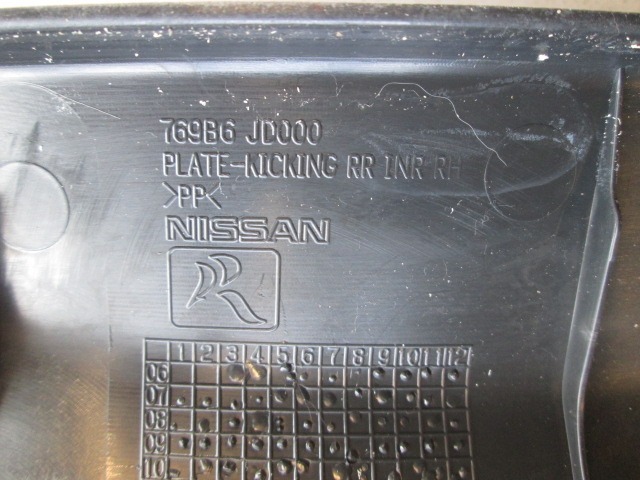 769B6 JD000
PLATE-KICKING RR INR RH
>PP<
NISSAN
1 2 3 4 5 6 7 8 9 10 11 12
06
07
08
09
10